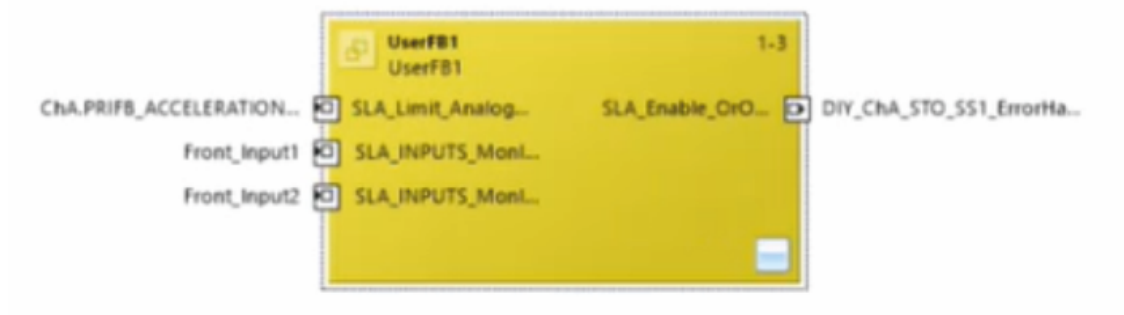 UserFB1 1-3
UserFB1
ChA.PRIFB_ACCELERATION... SLA_Limit_Analog... SLA_Enable_OrO... DIY_ChA_STO_SS1_ErrorHa...
Front_Input1 SLA_INPUTS_Moni...
Front_Input2 SLA_INPUTS_Moni...